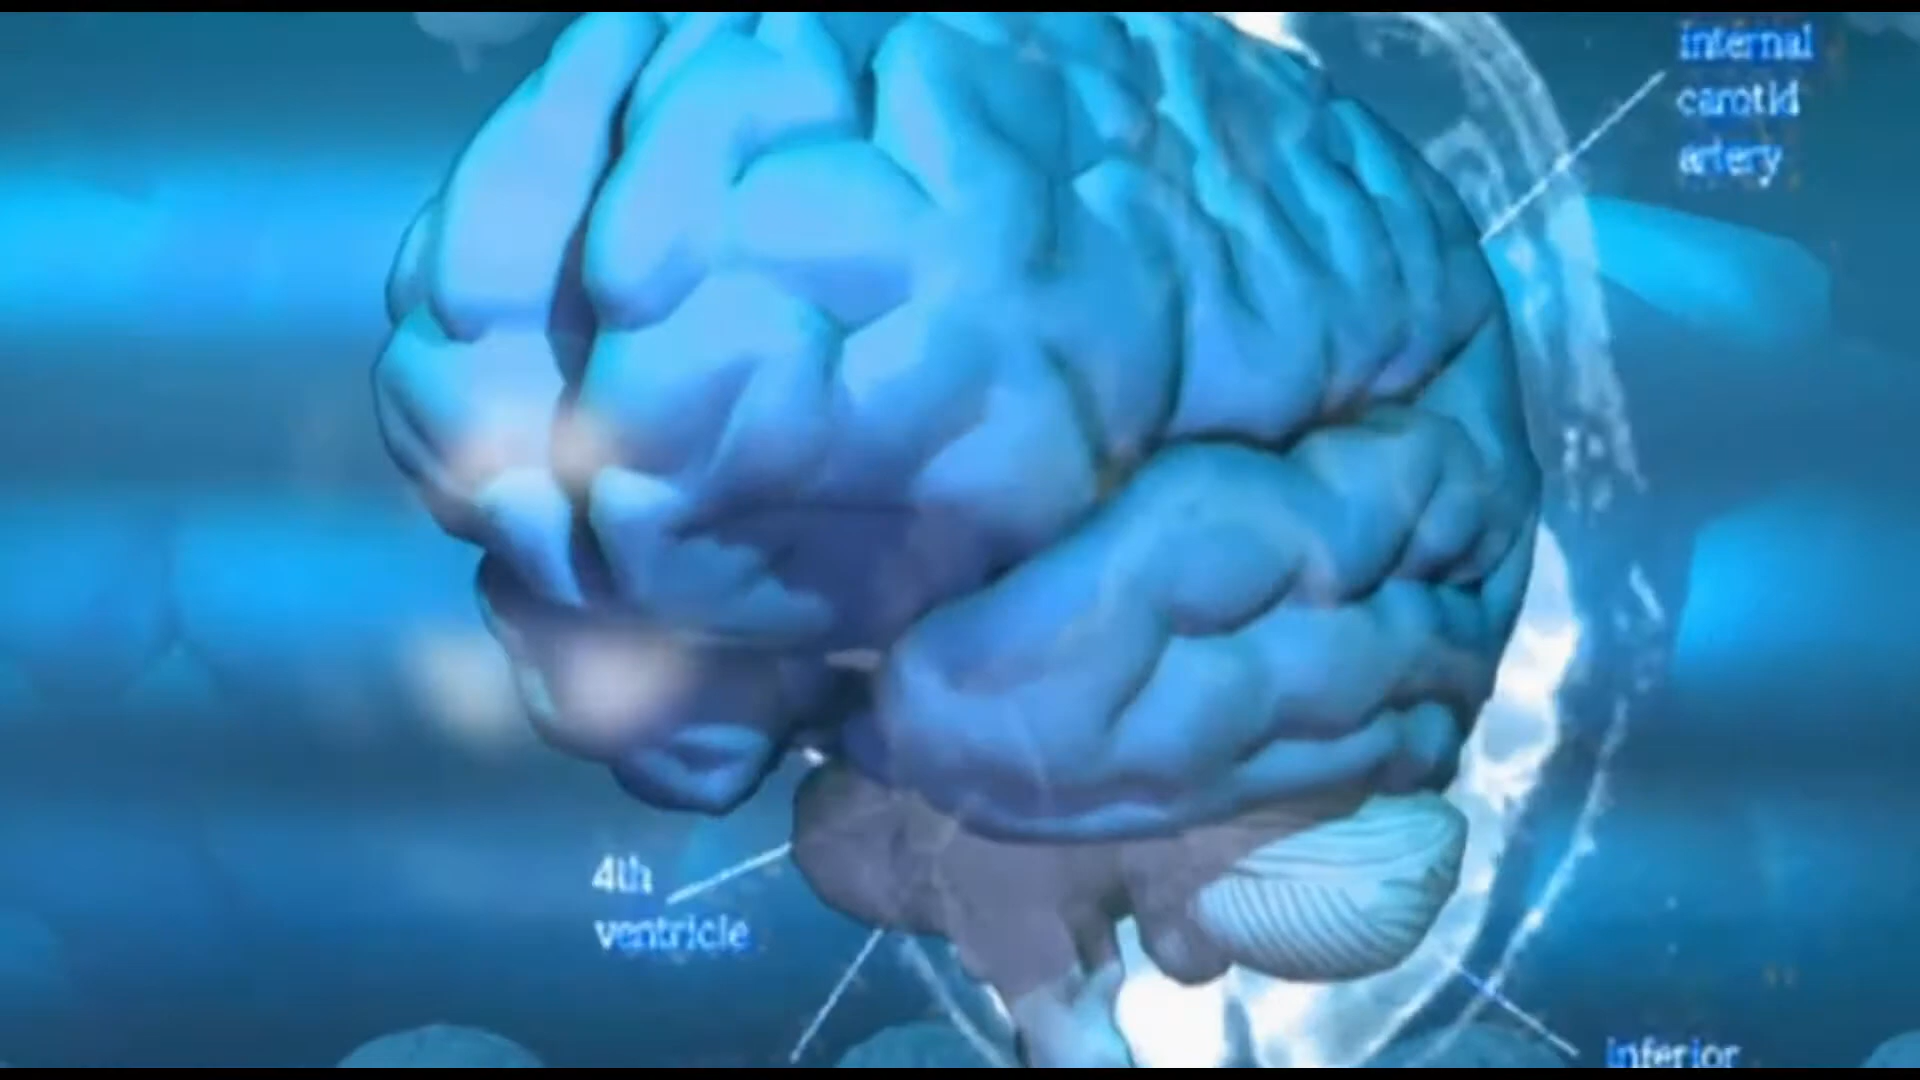 internal
carotid
artery
4th
ventricle
inferior